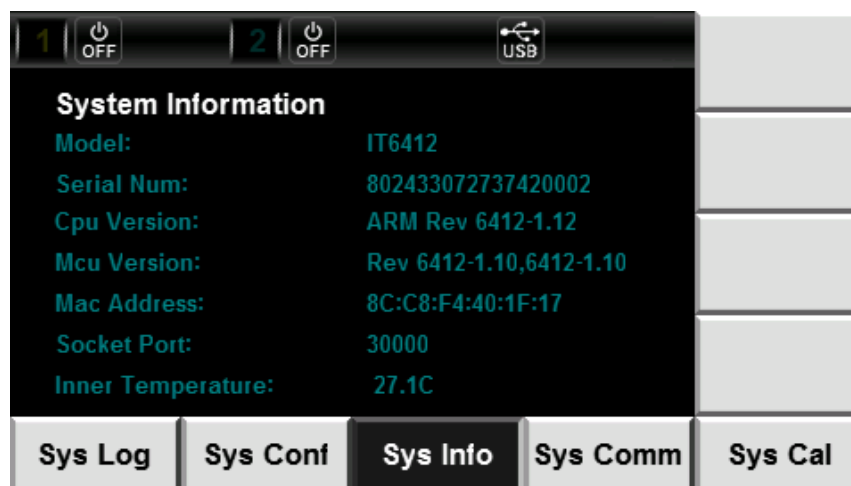 1 OFF 2 OFF USB
System Information
Model: IT6412
Serial Num: 802433072737420002
Cpu Version: ARM Rev 6412-1.12
Mcu Version: Rev 6412-1.10,6412-1.10
Mac Address: 8C:C8:F4:40:1F:17
Socket Port: 30000
Inner Temperature: 27.1C
Sys Log Sys Conf Sys Info Sys Comm Sys Cal